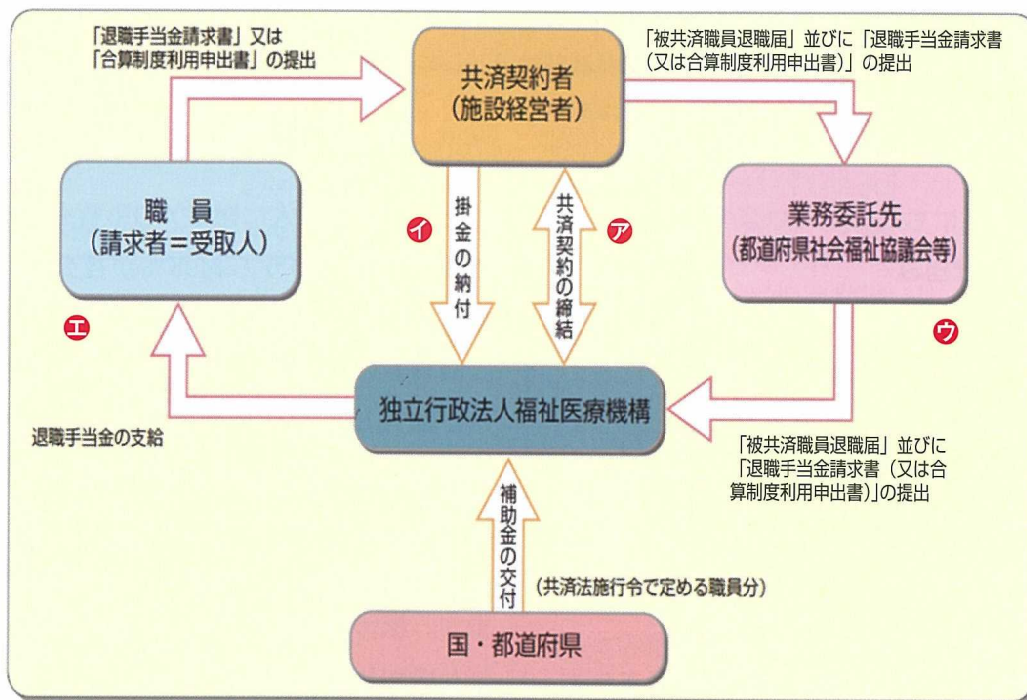 「退職手当金請求書」又は
「合算制度利用申出書」の提出
共済契約者
(施設経営者)
「被共済職員退職届」並びに「退職手当金請求書
(又は合算制度利用申出書)」の提出
職 員
(請求者=受取人)
イ
掛金の納付
共済契約の締結
ア
業務委託先
(都道府県社会福祉協議会等)
エ
ウ
独立行政法人福祉医療機構
退職手当金の支給
「被共済職員退職届」並びに
「退職手当金請求書(又は合
算制度利用申出書)」の提出
補助金の交付
(共済法施行令で定める職員分)
国・都道府県